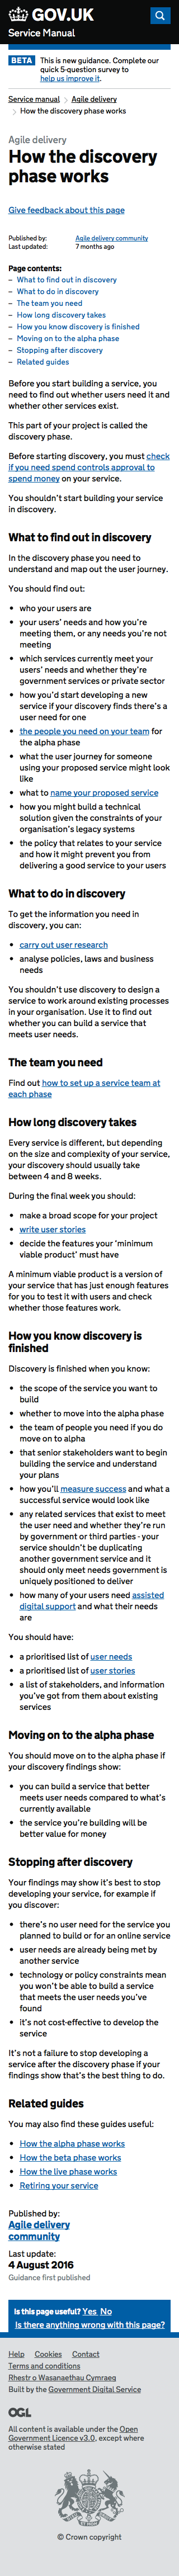 GOV.UK
Service Manual
BETA This is new guidance. Complete our
quick 5-question survey to
help us improve it.
Service manual > Agile delivery
> How the discovery phase works
Agile delivery
How the discovery
phase works
Give feedback about this page
Published by: Agile delivery community
Last updated: 7 months ago
Page contents:
– What to find out in discovery
– What to do in discovery
– The team you need
– How long discovery takes
– How you know discovery is finished
– Moving on to the alpha phase
– Stopping after discovery
– Related guides
Before you start building a service, you
need to find out whether users need it and
whether other services exist.
This part of your project is called the
discovery phase.
Before starting discovery, you must check
if you need spend controls approval to
spend money on your service.
You shouldn't start building your service
in discovery.
What to find out in discovery
In the discovery phase you need to
understand and map out the user journey.
You should find out:
• who your users are
• your users' needs and how you're
meeting them, or any needs you're not
meeting
• which services currently meet your
users' needs and whether they're
government services or private sector
• how you'd start developing a new
service if your discovery finds there's a
user need for one
• the people you need on your team for
the alpha phase
• what the user journey for someone
using your proposed service might look
like
• what to name your proposed service
• how you might build a technical
solution given the constraints of your
organisation's legacy systems
• the policy that relates to your service
and how it might prevent you from
delivering a good service to your users
What to do in discovery
To get the information you need in
discovery, you can:
• carry out user research
• analyse policies, laws and business
needs
You shouldn't use discovery to design a
service to work around existing processes
in your organisation. Use it to find out
whether you can build a service that
meets user needs.
The team you need
Find out how to set up a service team at
each phase
How long discovery takes
Every service is different, but depending
on the size and complexity of your service,
your discovery should usually take
between 4 and 8 weeks.
During the final week you should:
• make a broad scope for your project
• write user stories
• decide the features your 'minimum
viable product' must have
A minimum viable product is a version of
your service that has just enough features
for you to test it with users and check
whether those features work.
How you know discovery is
finished
Discovery is finished when you know:
• the scope of the service you want to
build
• whether to move into the alpha phase
• the team of people you need if you do
move on to alpha
• that senior stakeholders want to begin
building the service and understand
your plans
• how you'll measure success and what a
successful service would look like
• any related services that exist to meet
the user need and whether they're run
by government or third parties - your
service shouldn't be duplicating
another government service and it
should only meet needs government is
uniquely positioned to deliver
• how many of your users need assisted
digital support and what their needs
are
You should have:
• a prioritised list of user needs
• a prioritised list of user stories
• a list of stakeholders, and information
you've got from them about existing
services
Moving on to the alpha phase
You should move on to the alpha phase if
your discovery findings show:
• you can build a service that better
meets user needs compared to what's
currently available
• the service you're building will be
better value for money
Stopping after discovery
Your findings may show it's best to stop
developing your service, for example if
you discover:
• there's no user need for the service you
planned to build or for an online service
• user needs are already being met by
another service
• technology or policy constraints mean
you won't be able to build a service
that meets the user needs you've
found
• it's not cost-effective to develop the
service
It's not a failure to stop developing a
service after the discovery phase if your
findings show that's the best thing to do.
Related guides
You may also find these guides useful:
• How the alpha phase works
• How the beta phase works
• How the live phase works
• Retiring your service
Published by:
Agile delivery
community
Last update:
4 August 2016
Guidance first published
Is this page useful? Yes No
Is there anything wrong with this page?
Help Cookies Contact
Terms and conditions
Rhestr o Wasanaethau Cymraeg
Built by the Government Digital Service
OGL
All content is available under the Open
Government Licence v3.0, except where
otherwise stated
© Crown copyright